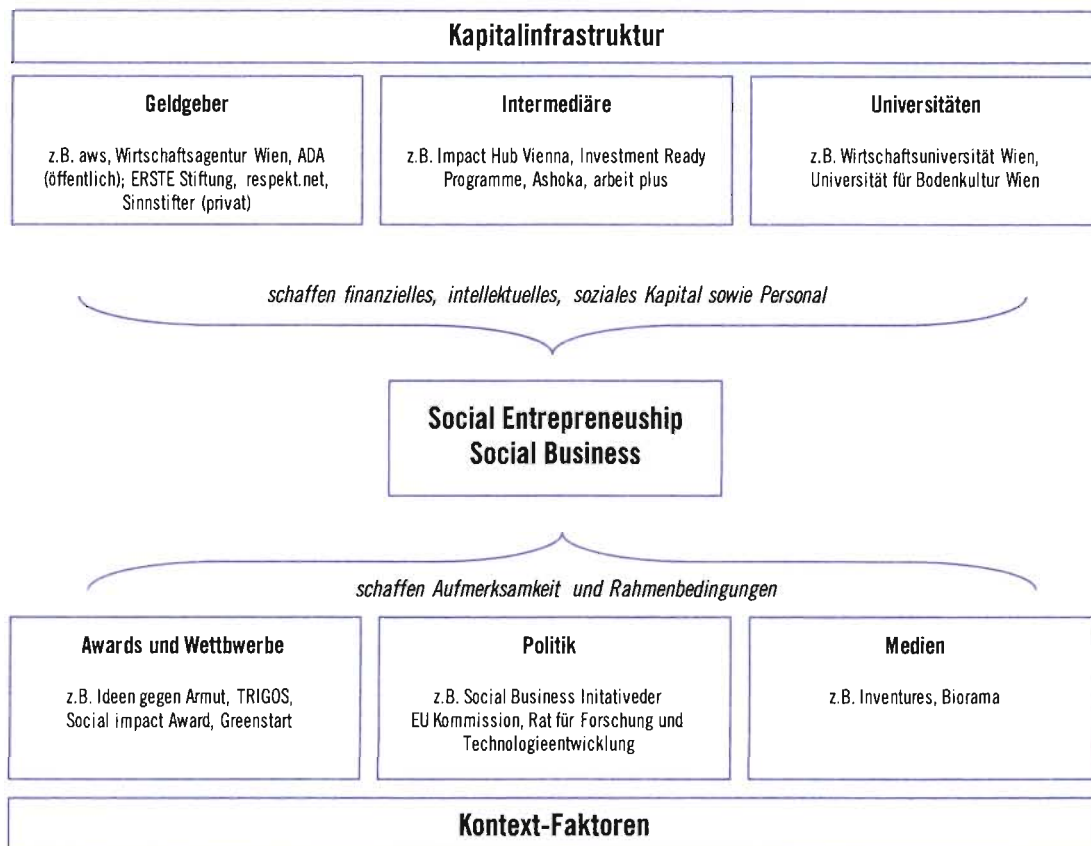 Kapitalinfrastruktur
Geldgeber
z.B. aws, Wirtschaftsagentur Wien, ADA
(öffentlich); ERSTE Stiftung, respekt.net,
Sinnstifter (privat)
Intermediäre
z.B. Impact Hub Vienna, Investment Ready
Programme, Ashoka, arbeit plus
Universitäten
z.B. Wirtschaftsuniversität Wien,
Universität für Bodenkultur Wien
schaffen finanzielles, intellektuelles, soziales Kapital sowie Personal
Social Entrepreneuship
Social Business
schaffen Aufmerksamkeit und Rahmenbedingungen
Awards und Wettbwerbe
z.B. Ideen gegen Armut, TRIGOS,
Social impact Award, Greenstart
Politik
z.B. Social Business Initativeder
EU Kommission, Rat für Forschung und
Technologieentwicklung
Medien
z.B. Inventures, Biorama
Kontext-Faktoren